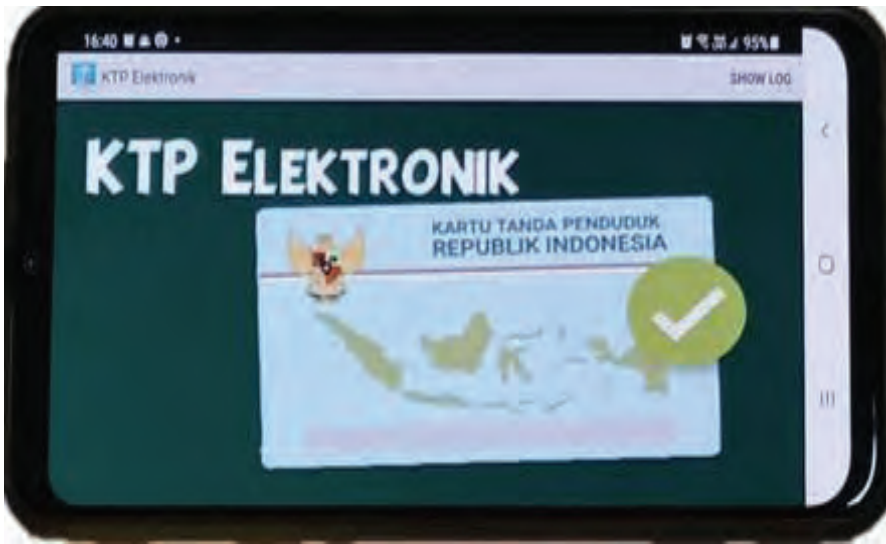 16:40
95%
KTP Elektronik
SHOW LOG
KTP ELEKTRONIK
KARTU TANDA PENDUDUK
REPUBLIK INDONESIA